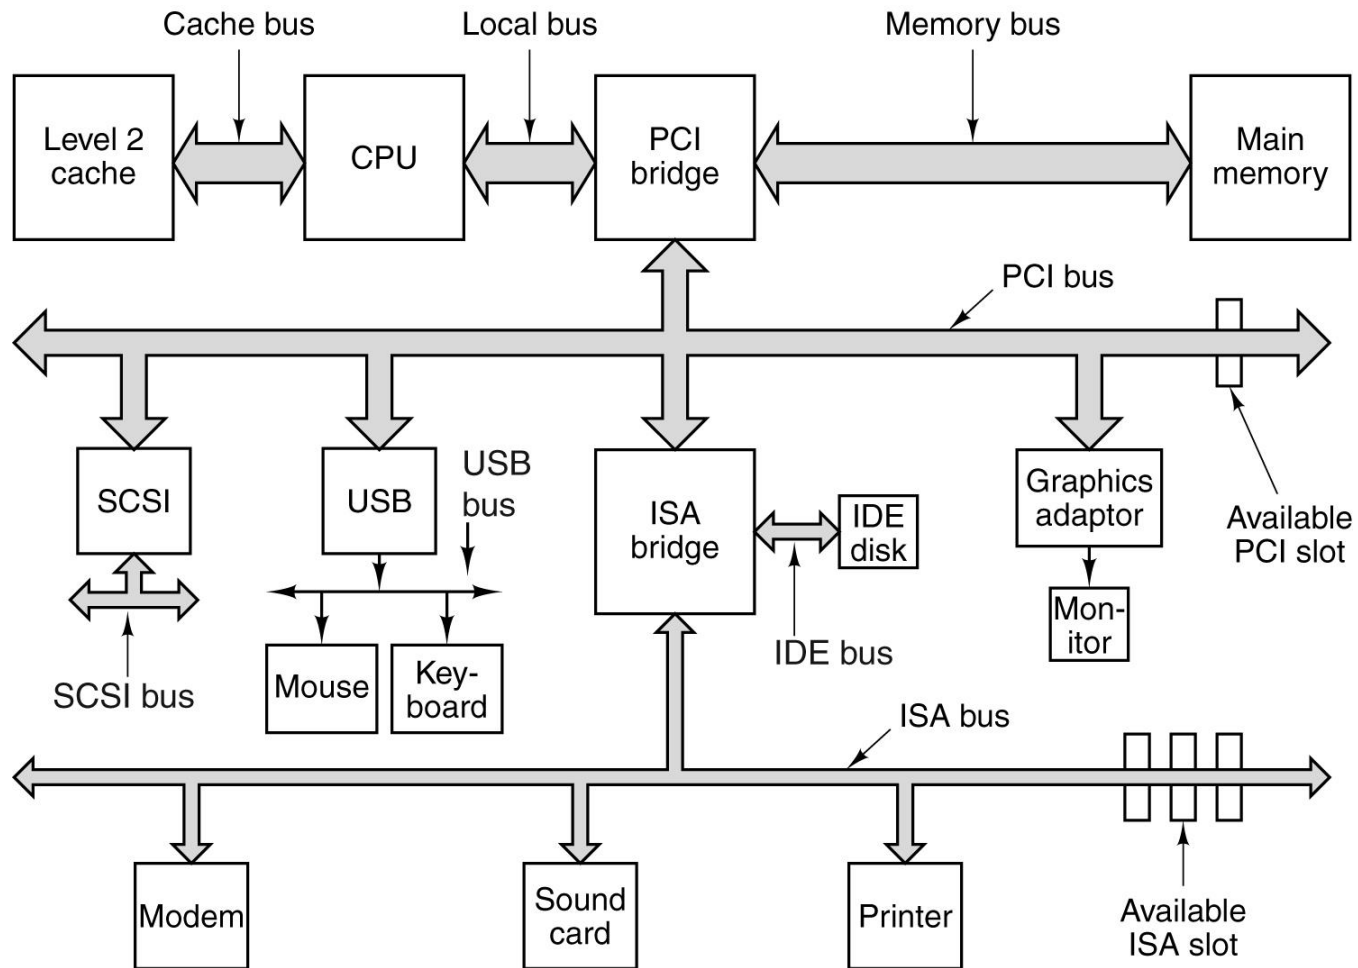 Cache bus
Local bus
Memory bus
Level 2
cache
CPU
PCI
bridge
Main
memory
PCI bus
SCSI
USB
USB
bus
ISA
bridge
IDE
disk
Graphics
adaptor
Available
PCI slot
Mon-
itor
IDE bus
SCSI bus
Mouse
Key-
board
ISA bus
Modem
Sound
card
Printer
Available
ISA slot